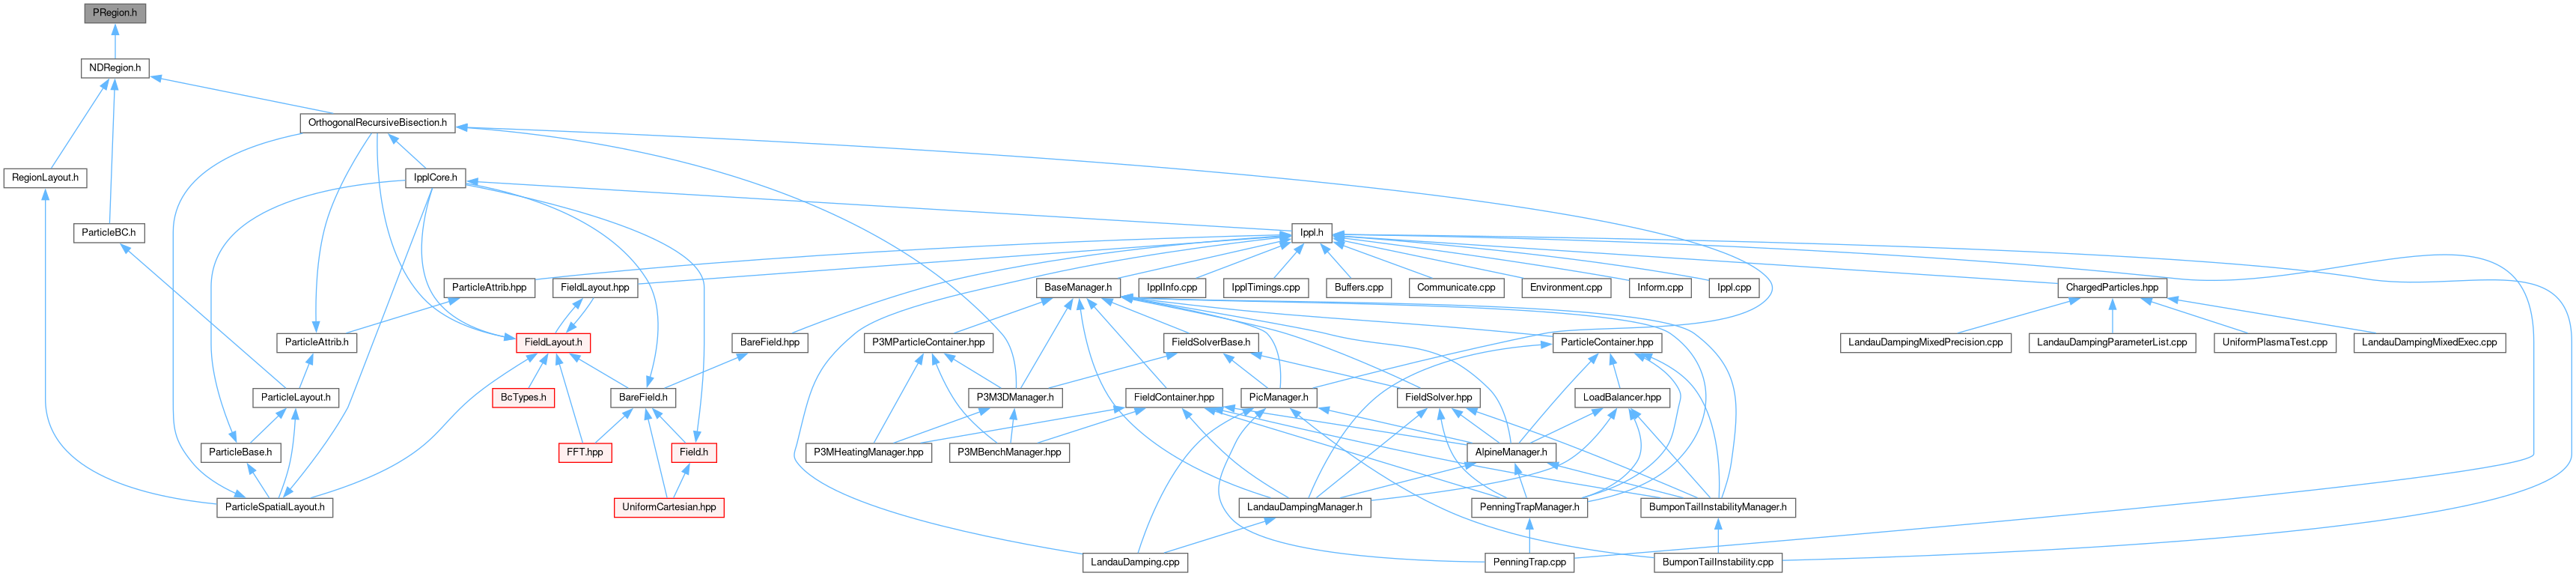 PRegion.h
NDRegion.h
OrthogonalRecursiveBisection.h
RegionLayout.h
IpplCore.h
ParticleBC.h
Ippl.h
ParticleAttrib.hpp
FieldLayout.hpp
BaseManager.h
IpplInfo.cpp
IpplTimings.cpp
Buffers.cpp
Communicate.cpp
Environment.cpp
Inform.cpp
Ippl.cpp
ChargedParticles.hpp
ParticleAttrib.h
FieldLayout.h
BareField.hpp
P3MParticleContainer.hpp
FieldSolverBase.h
ParticleContainer.hpp
LandauDampingMixedPrecision.cpp
LandauDampingParameterList.cpp
UniformPlasmaTest.cpp
LandauDampingMixedExec.cpp
ParticleLayout.h
BcTypes.h
BareField.h
P3M3DManager.h
FieldContainer.hpp
PicManager.h
FieldSolver.hpp
LoadBalancer.hpp
ParticleBase.h
FFT.hpp
Field.h
P3MHeatingManager.hpp
P3MBenchManager.hpp
AlpineManager.h
ParticleSpatialLayout.h
UniformCartesian.hpp
LandauDampingManager.h
PenningTrapManager.h
BumponTailInstabilityManager.h
LandauDamping.cpp
PenningTrap.cpp
BumponTailInstability.cpp